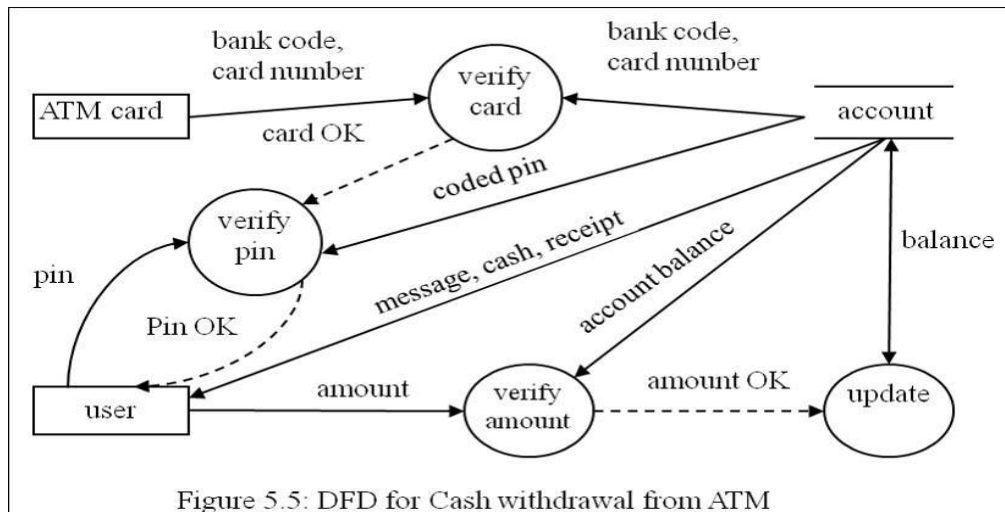 bank code,
card number
verify
card
bank code,
card number
ATM card
card OK
account
coded pin
verify
pin
pin
message, cash, receipt
account balance
balance
Pin OK
user
amount
verify
amount
amount OK
update
Figure 5.5: DFD for Cash withdrawal from ATM